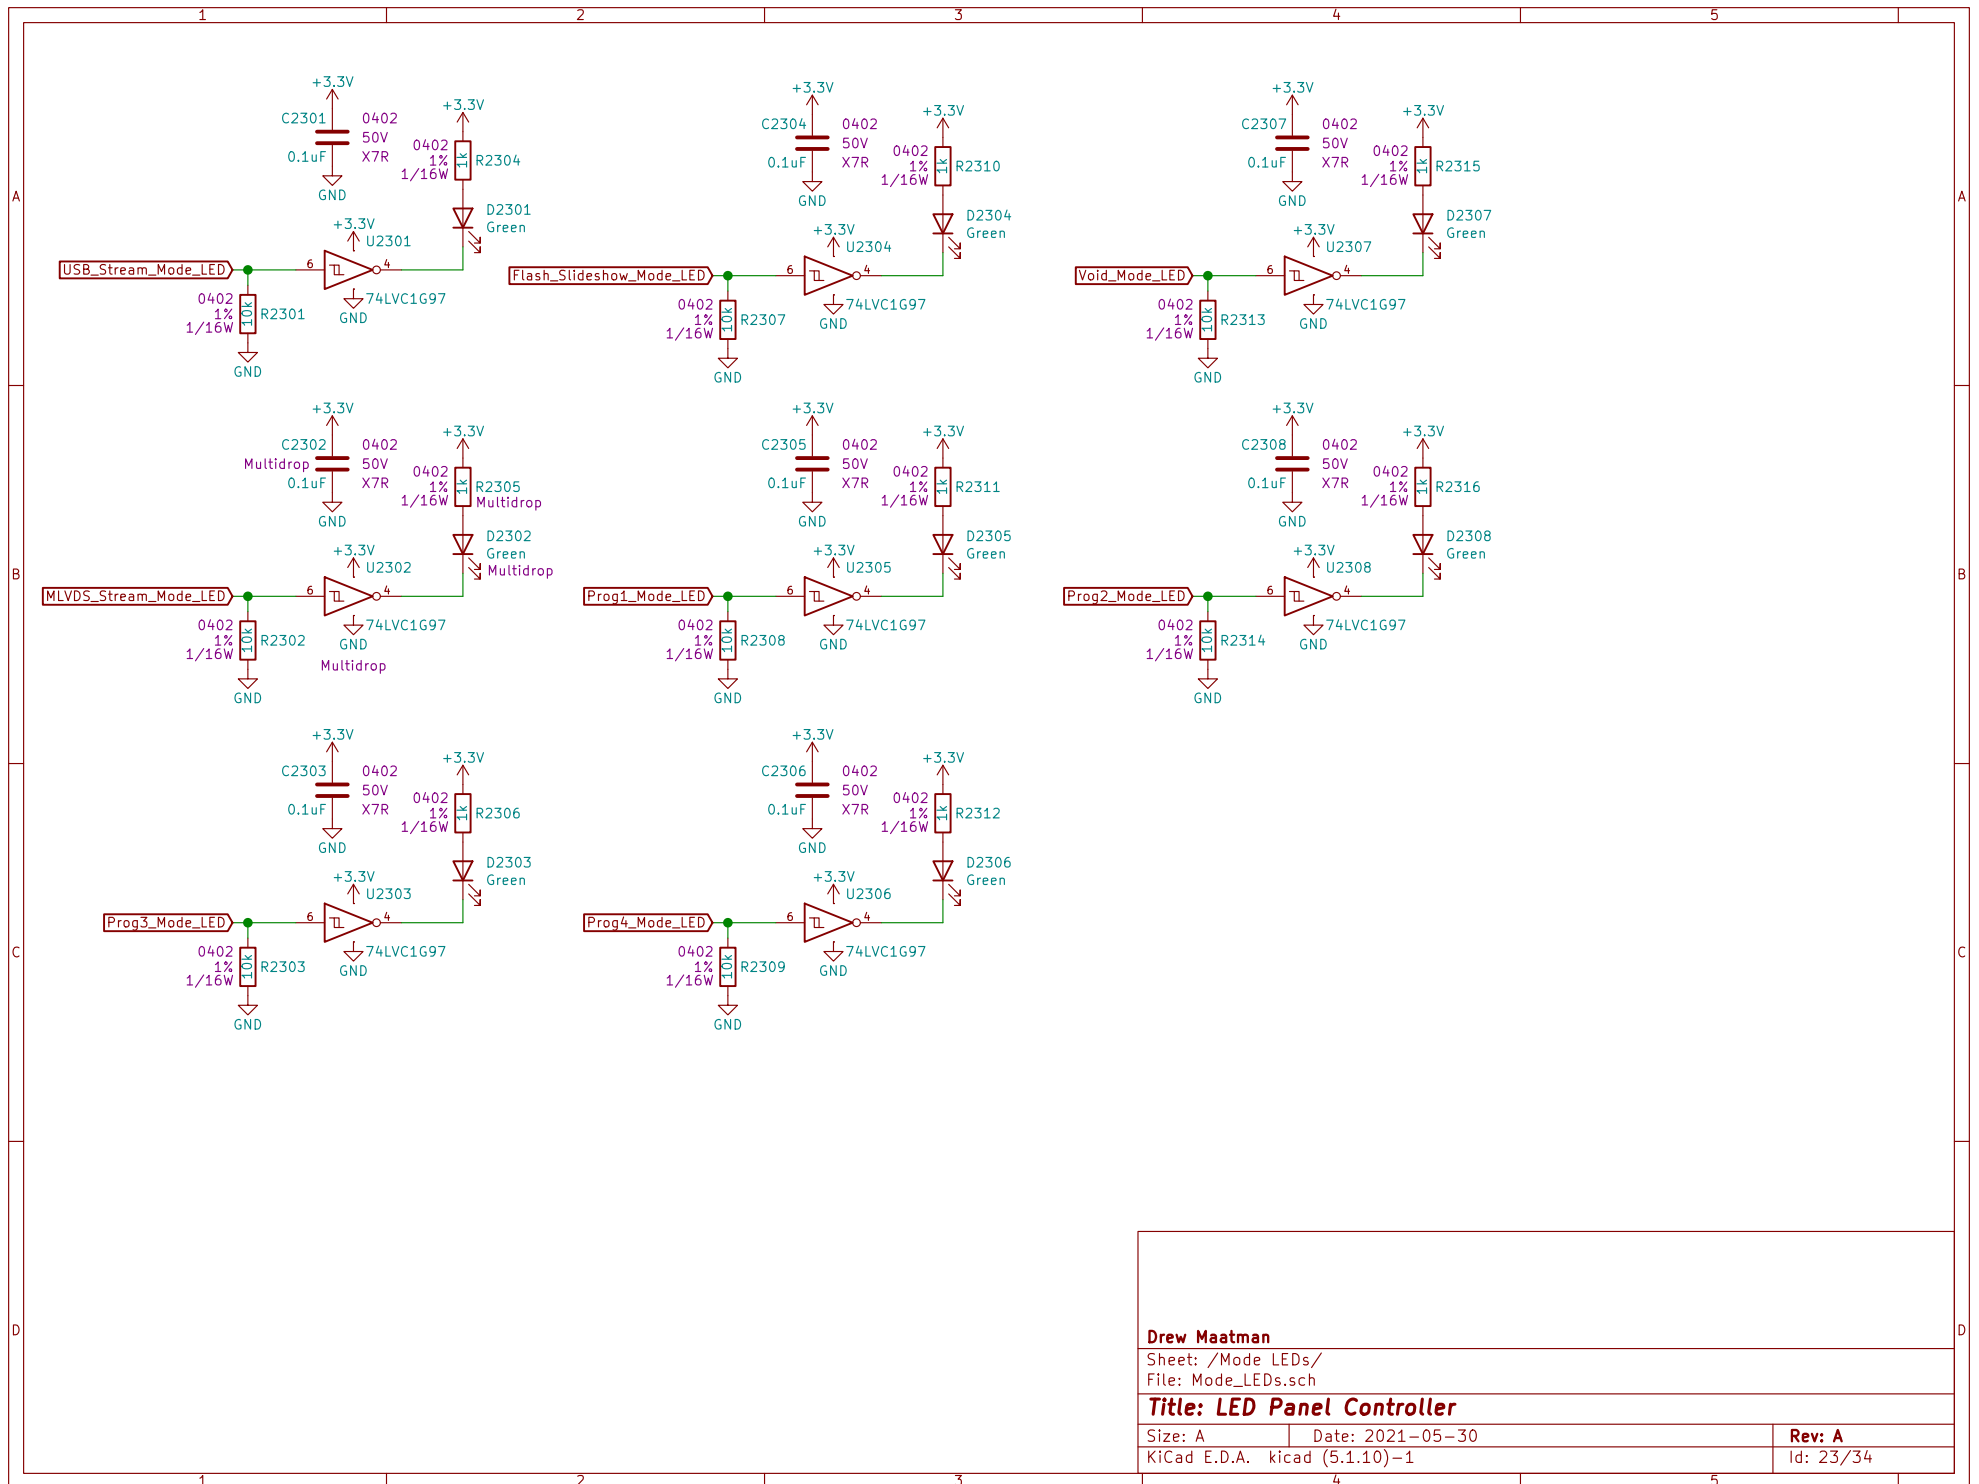 1 2 3 4 5
A
+3.3V
C2301
0402
50V
X7R
0.1uF
GND
+3.3V
0402
1%
1/16W
1k
R2304
D2301
Green
+3.3V
U2301
USB_Stream_Mode_LED
6
4
74LVC1G97
GND
0402
1%
1/16W
10k
R2301
GND
+3.3V
C2304
0402
50V
X7R
0.1uF
GND
+3.3V
0402
1%
1/16W
1k
R2310
D2304
Green
+3.3V
U2304
Flash_Slideshow_Mode_LED
6
4
74LVC1G97
GND
0402
1%
1/16W
10k
R2307
GND
+3.3V
C2307
0402
50V
X7R
0.1uF
GND
+3.3V
0402
1%
1/16W
1k
R2315
D2307
Green
+3.3V
U2307
Void_Mode_LED
6
4
74LVC1G97
GND
0402
1%
1/16W
10k
R2313
GND
A
B
+3.3V
C2302
Multidrop
0402
50V
X7R
0.1uF
GND
+3.3V
0402
1%
1/16W
1k
R2305
Multidrop
D2302
Green
Multidrop
+3.3V
U2302
MLVDS_Stream_Mode_LED
6
4
74LVC1G97
GND
Multidrop
0402
1%
1/16W
10k
R2302
GND
+3.3V
C2305
0402
50V
X7R
0.1uF
GND
+3.3V
0402
1%
1/16W
1k
R2311
D2305
Green
+3.3V
U2305
Prog1_Mode_LED
6
4
74LVC1G97
GND
0402
1%
1/16W
10k
R2308
GND
+3.3V
C2308
0402
50V
X7R
0.1uF
GND
+3.3V
0402
1%
1/16W
1k
R2316
D2308
Green
+3.3V
U2308
Prog2_Mode_LED
6
4
74LVC1G97
GND
0402
1%
1/16W
10k
R2314
GND
B
C
+3.3V
C2303
0402
50V
X7R
0.1uF
GND
+3.3V
0402
1%
1/16W
1k
R2306
D2303
Green
+3.3V
U2303
Prog3_Mode_LED
6
4
74LVC1G97
GND
0402
1%
1/16W
10k
R2303
GND
+3.3V
C2306
0402
50V
X7R
0.1uF
GND
+3.3V
0402
1%
1/16W
1k
R2312
D2306
Green
+3.3V
U2306
Prog4_Mode_LED
6
4
74LVC1G97
GND
0402
1%
1/16W
10k
R2309
GND
C
D
D
Drew Maatman
Sheet: /Mode LEDs/
File: Mode_LEDs.sch
Title: LED Panel Controller
Size: A Date: 2021-05-30 Rev: A
KiCad E.D.A. kicad (5.1.10)-1 Id: 23/34
1 2 3 4 5